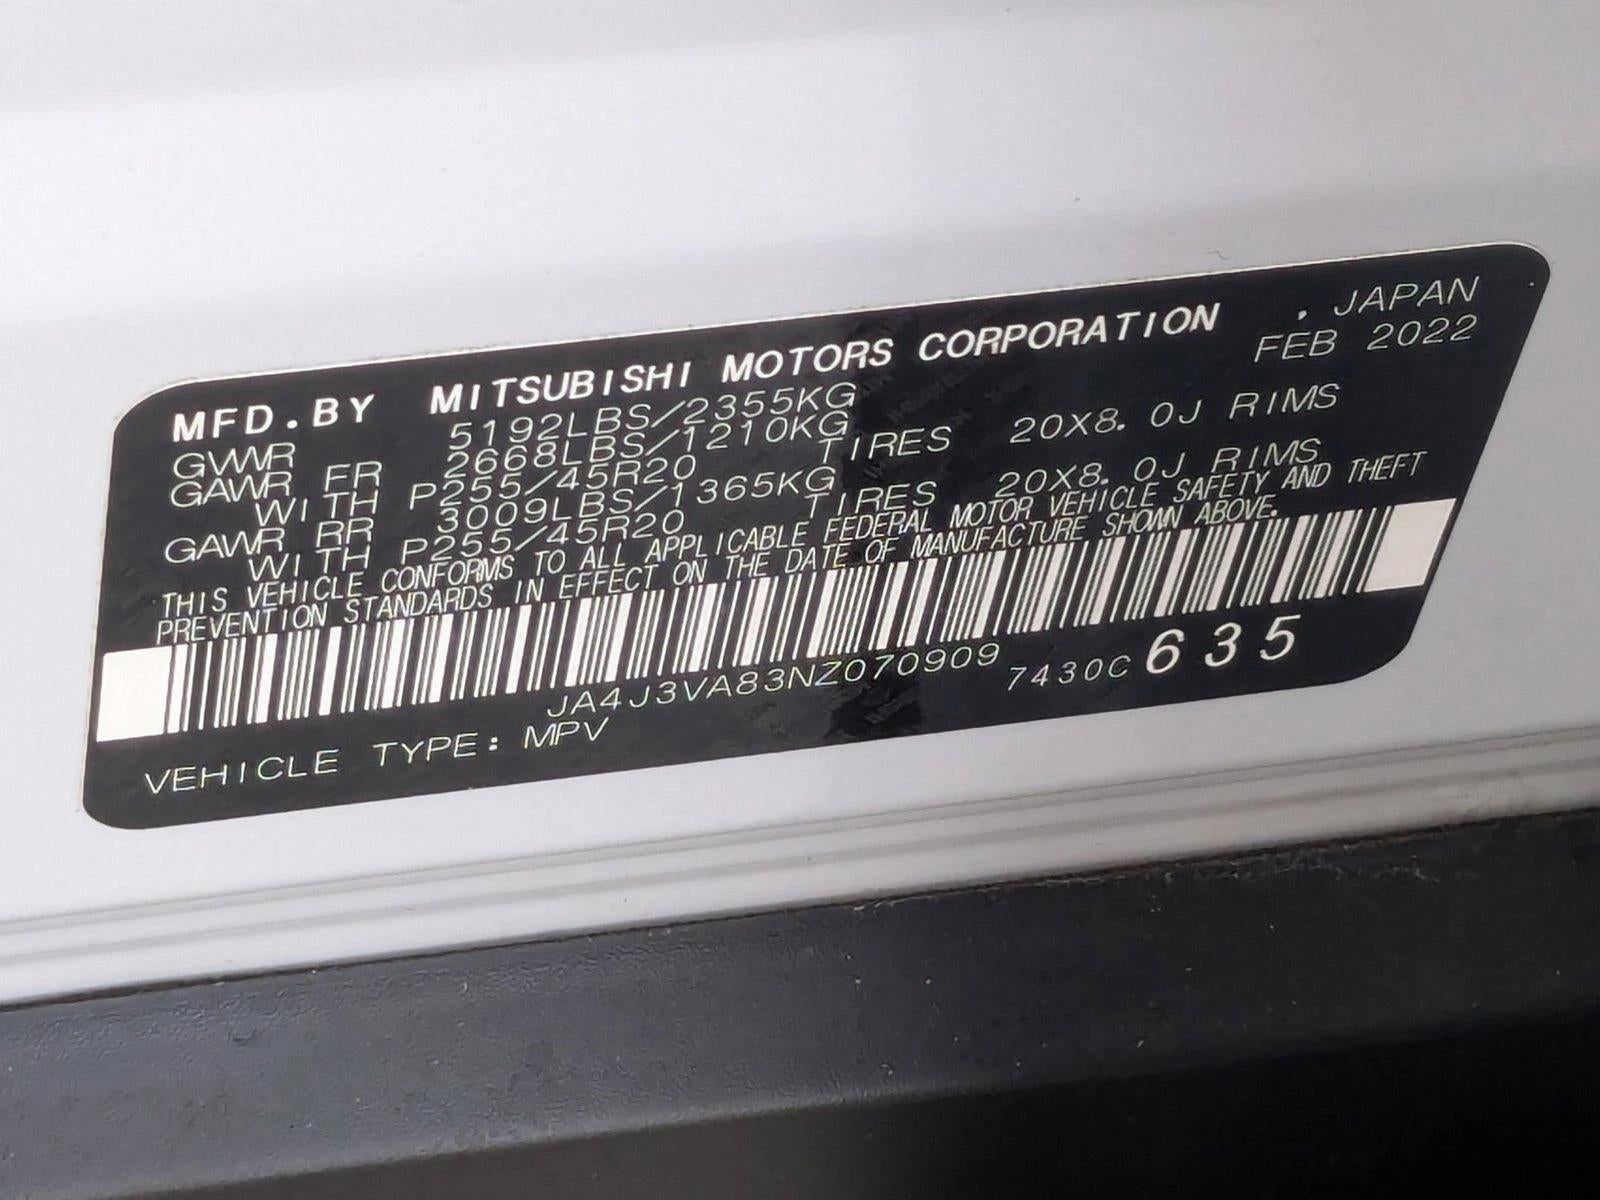 MFD.BY MITSUBISHI MOTORS CORPORATION , JAPAN
GVWR 5192LBS/2355KG FEB 2022
GAWR FR 2668LBS/1210KG
WITH P255/45R20 TIRES 20X8.0J RIMS
GAWR RR 3009LBS/1365KG
WITH P255/45R20 TIRES 20X8.0J RIMS
THIS VEHICLE CONFORMS TO ALL APPLICABLE FEDERAL MOTOR VEHICLE SAFETY AND THEFT
PREVENTION STANDARDS IN EFFECT ON THE DATE OF MANUFACTURE SHOWN ABOVE.
JA4J3VA83NZ070909 7430C 635
VEHICLE TYPE: MPV